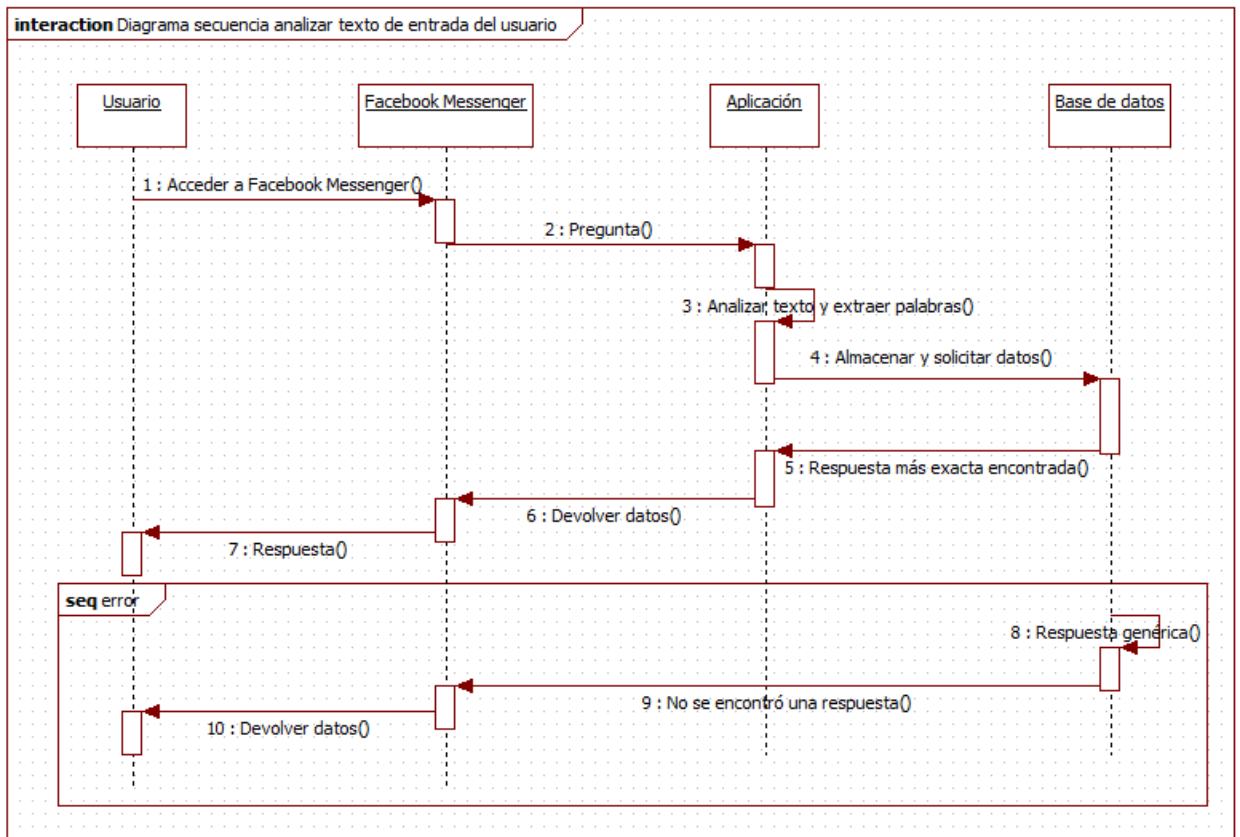 interaction Diagrama secuencia analizar texto de entrada del usuario
Usuario
Facebook Messenger
Aplicación
Base de datos
1 : Acceder a Facebook Messenger()
2 : Pregunta()
3 : Analizar texto y extraer palabras()
4 : Almacenar y solicitar datos()
5 : Respuesta más exacta encontrada()
6 : Devolver datos()
7 : Respuesta()
seq error
8 : Respuesta genérica()
9 : No se encontró una respuesta()
10 : Devolver datos()